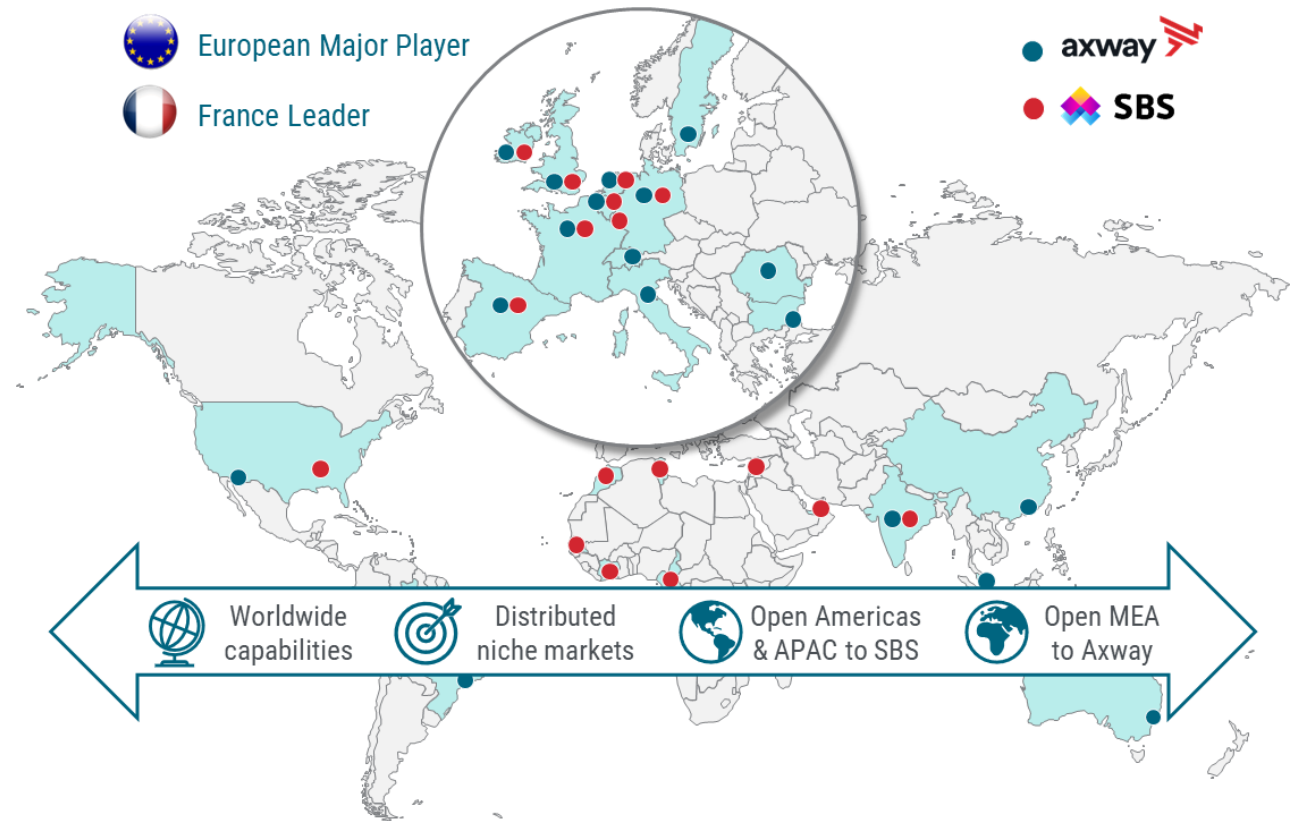 European Major Player
France Leader
axway
SBS
Worldwide
capabilities
Distributed
niche markets
Open Americas
& APAC to SBS
Open MEA
to Axway